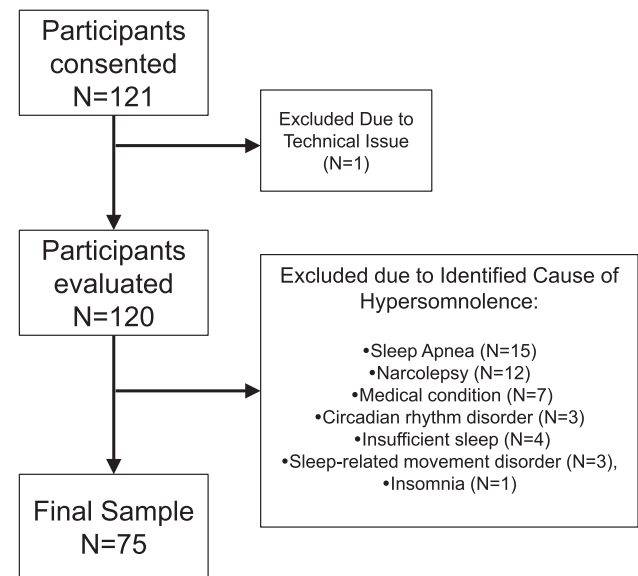 Participants
consented
N=121
Excluded Due to
Technical Issue
(N=1)
Participants
evaluated
N=120
Excluded due to Identified Cause of
Hypersomnolence:
•Sleep Apnea (N=15)
•Narcolepsy (N=12)
•Medical condition (N=7)
•Circadian rhythm disorder (N=3)
•Insufficient sleep (N=4)
•Sleep-related movement disorder (N=3),
•Insomnia (N=1)
Final Sample
N=75